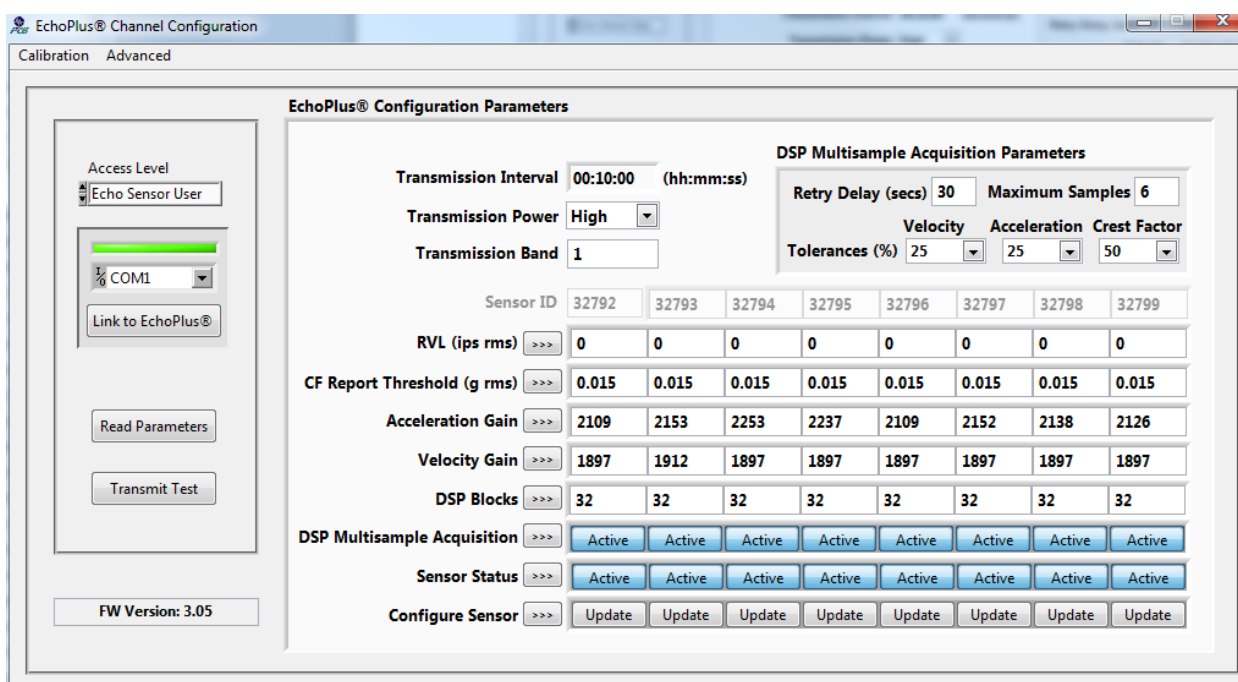 EchoPlus® Channel Configuration
Calibration Advanced
EchoPlus® Configuration Parameters
Access Level
Echo Sensor User
COM1
Link to EchoPlus®
Read Parameters
Transmit Test
FW Version: 3.05
Transmission Interval 00:10:00 (hh:mm:ss)
Transmission Power High
Transmission Band 1
DSP Multisample Acquisition Parameters
Retry Delay (secs) 30 Maximum Samples 6
Velocity Acceleration Crest Factor
Tolerances (%) 25 25 50
Sensor ID 32792 32793 32794 32795 32796 32797 32798 32799
RVL (ips rms) >>> 0 0 0 0 0 0 0 0
CF Report Threshold (g rms) >>> 0.015 0.015 0.015 0.015 0.015 0.015 0.015 0.015
Acceleration Gain >>> 2109 2153 2253 2237 2109 2152 2138 2126
Velocity Gain >>> 1897 1912 1897 1897 1897 1897 1897 1897
DSP Blocks >>> 32 32 32 32 32 32 32 32
DSP Multisample Acquisition >>> Active Active Active Active Active Active Active Active
Sensor Status >>> Active Active Active Active Active Active Active Active
Configure Sensor >>> Update Update Update Update Update Update Update Update